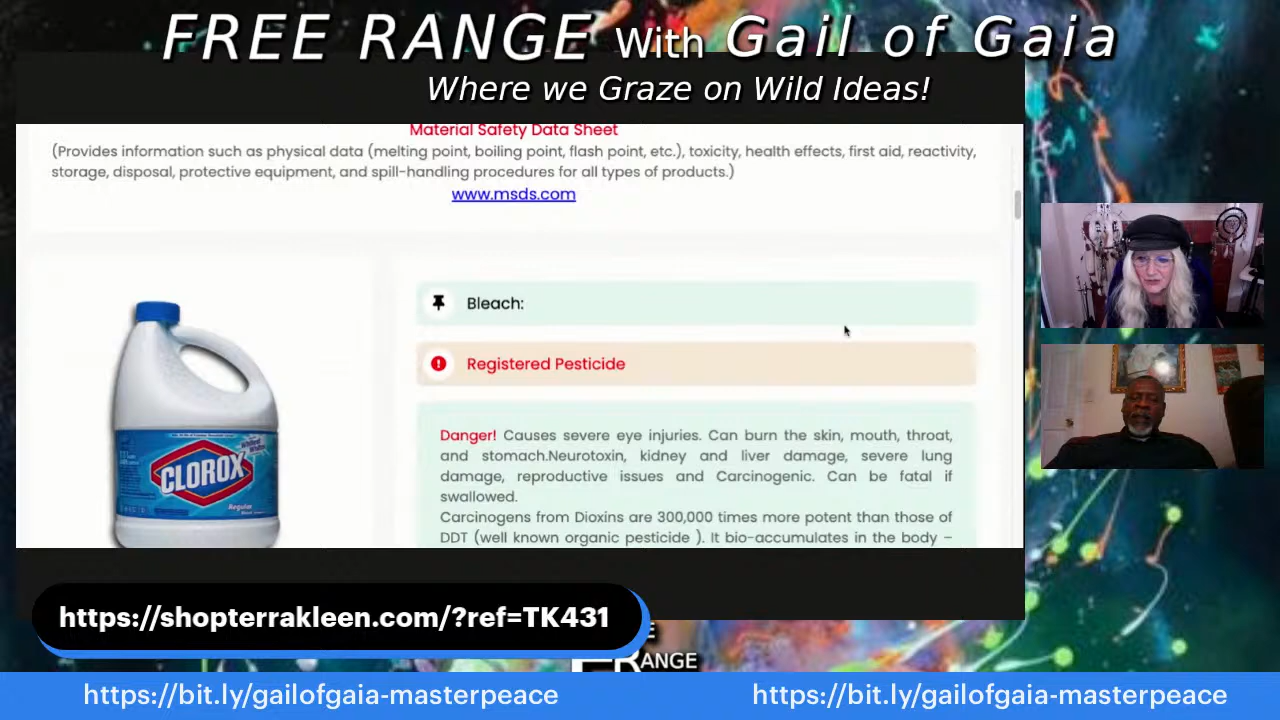 FREE RANGE With Gail of Gaia
Where we Graze on Wild Ideas!
Material Safety Data Sheet
(Provides information such as physical data (melting point, boiling point, flash point, etc.), toxicity, health effects, first aid, reactivity,
storage, disposal, protective equipment, and spill-handling procedures for all types of products.)
www.msds.com
Bleach:
Registered Pesticide
Danger! Causes severe eye injuries. Can burn the skin, mouth, throat,
and stomach.Neurotoxin, kidney and liver damage, severe lung
damage, reproductive issues and Carcinogenic. Can be fatal if
swallowed.
Carcinogens from Dioxins are 300,000 times more potent than those of
DDT (well known organic pesticide ). It bio-accumulates in the body –
CLOROX
Regular
https://shopterrakleen.com/?ref=TK431
RANGE
https://bit.ly/gailofgaia-masterpeace
https://bit.ly/gailofgaia-masterpeace